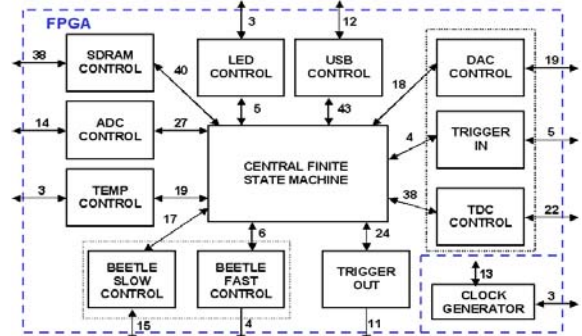 FPGA
3
12
38
SDRAM
CONTROL
LED
CONTROL
USB
CONTROL
DAC
CONTROL
19
40
18
5
43
14
ADC
CONTROL
27
4
TRIGGER
IN
5
CENTRAL FINITE
STATE MACHINE
3
TEMP
CONTROL
19
38
TDC
CONTROL
22
17
6
24
BEETLE
SLOW
CONTROL
BEETLE
FAST
CONTROL
TRIGGER
OUT
13
CLOCK
GENERATOR
3
15
4
11